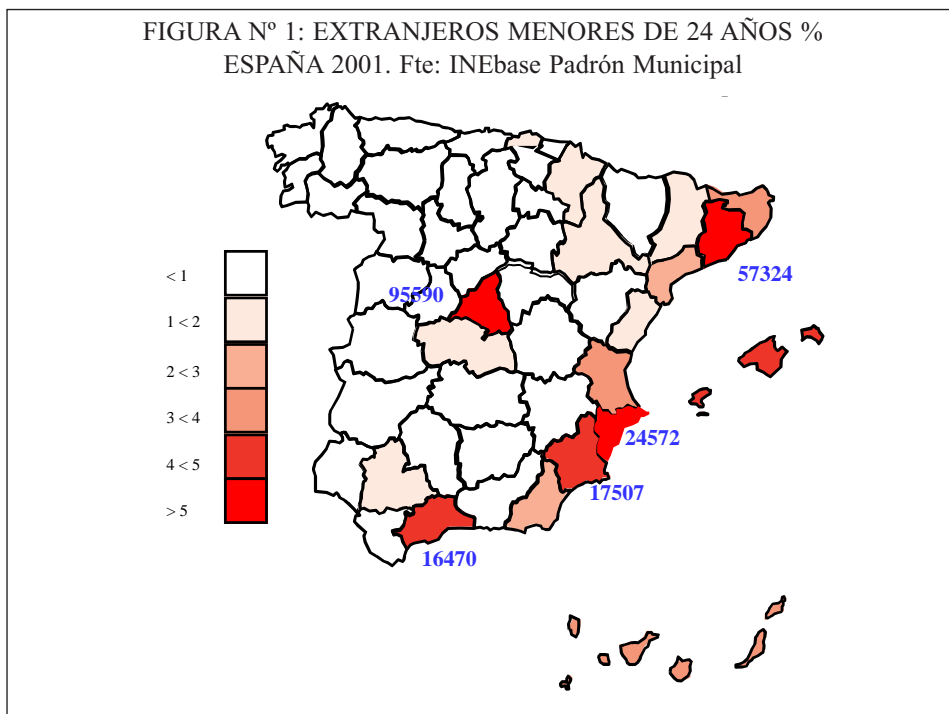 FIGURA Nº 1: EXTRANJEROS MENORES DE 24 AÑOS %
ESPAÑA 2001. Fte: INEbase Padrón Municipal
< 1
1 < 2
2 < 3
3 < 4
4 < 5
> 5
95590
57324
24572
17507
16470